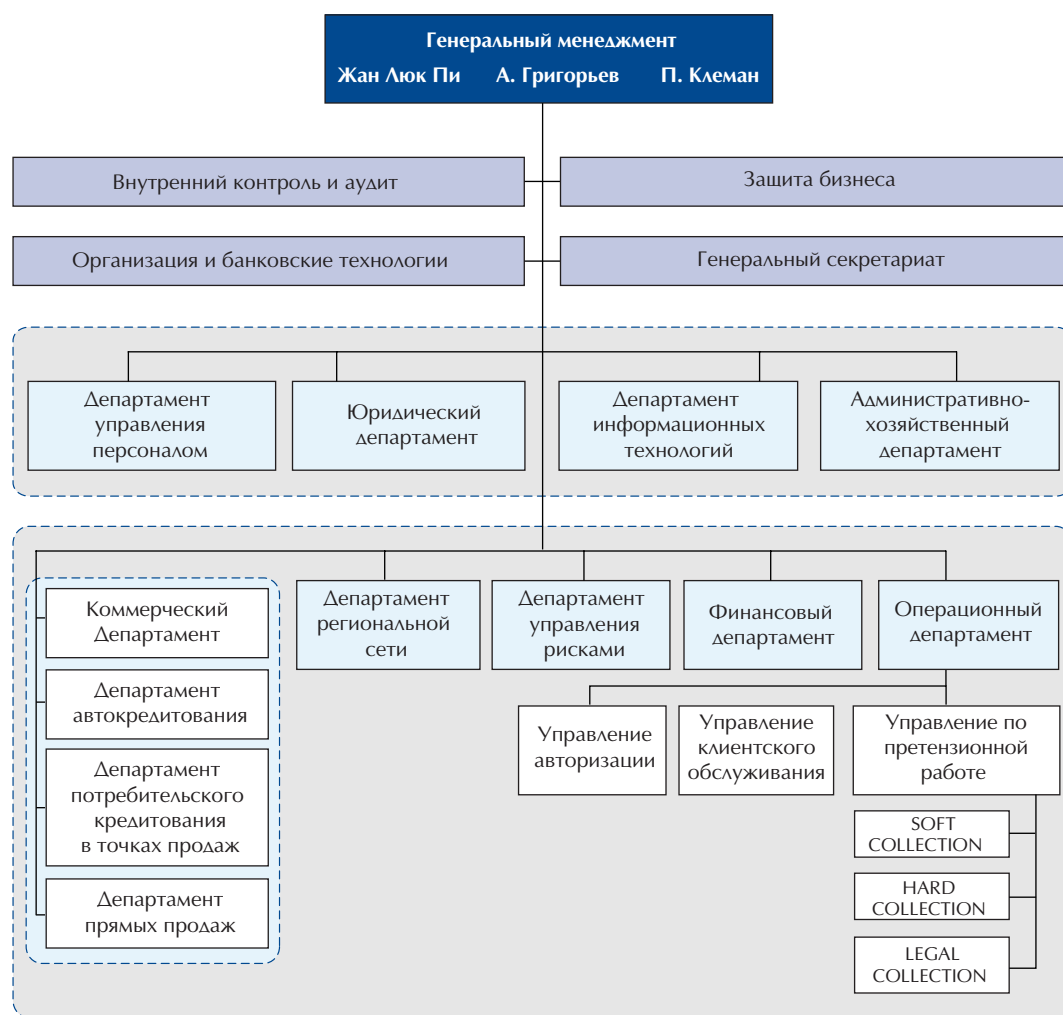 Генеральный менеджмент
Жан Люк Пи А. Григорьев П. Клеман
Внутренний контроль и аудит
Защита бизнеса
Организация и банковские технологии
Генеральный секретариат
Департамент
управления
персоналом
Юридический
департамент
Департамент
информационных
технологий
Административно-
хозяйственный
департамент
Коммерческий
Департамент
Департамент
автокредитования
Департамент
потребительского
кредитования
в точках продаж
Департамент
прямых продаж
Департамент
региональной
сети
Департамент
управления
рисками
Финансовый
департамент
Операционный
департамент
Управление
авторизации
Управление
клиентского
обслуживания
Управление по
претензионной
работе
SOFT
COLLECTION
HARD
COLLECTION
LEGAL
COLLECTION